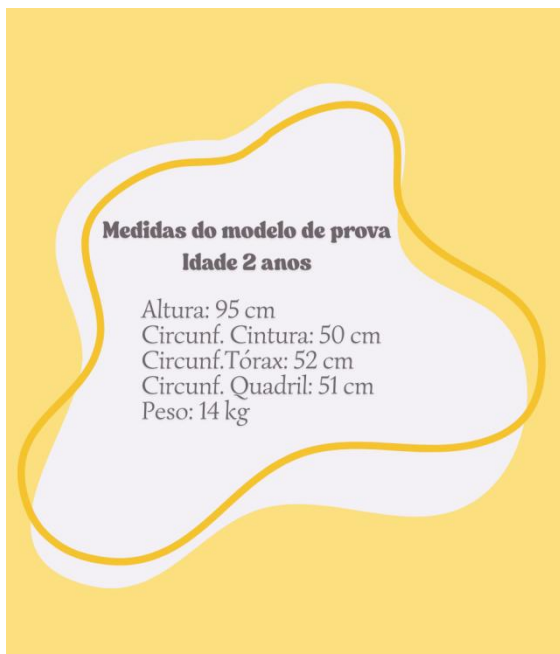 Medidas do modelo de prova
Idade 2 anos
Altura: 95 cm
Circunf. Cintura: 50 cm
Circunf.Tórax: 52 cm
Circunf. Quadril: 51 cm
Peso: 14 kg